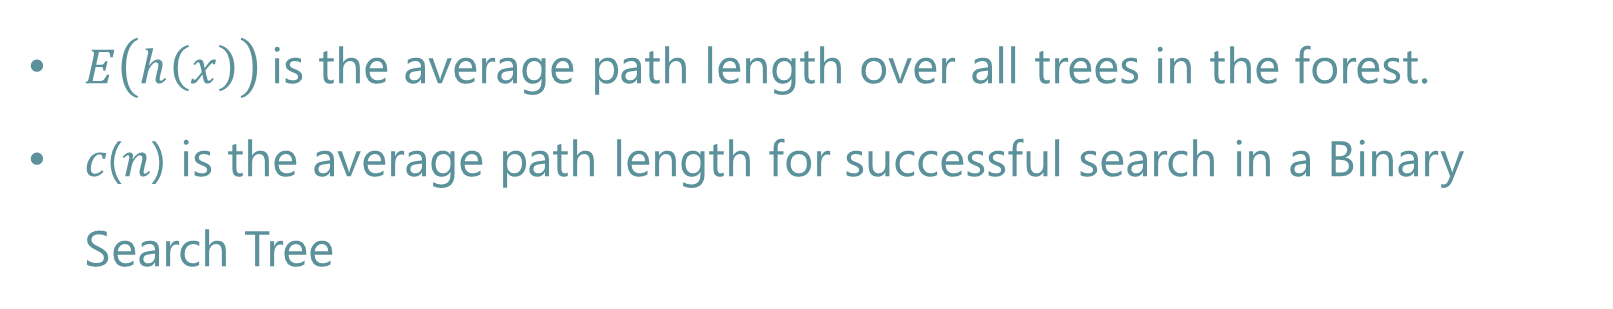 • E(h(x)) is the average path length over all trees in the forest.
• c(n) is the average path length for successful search in a Binary
Search Tree